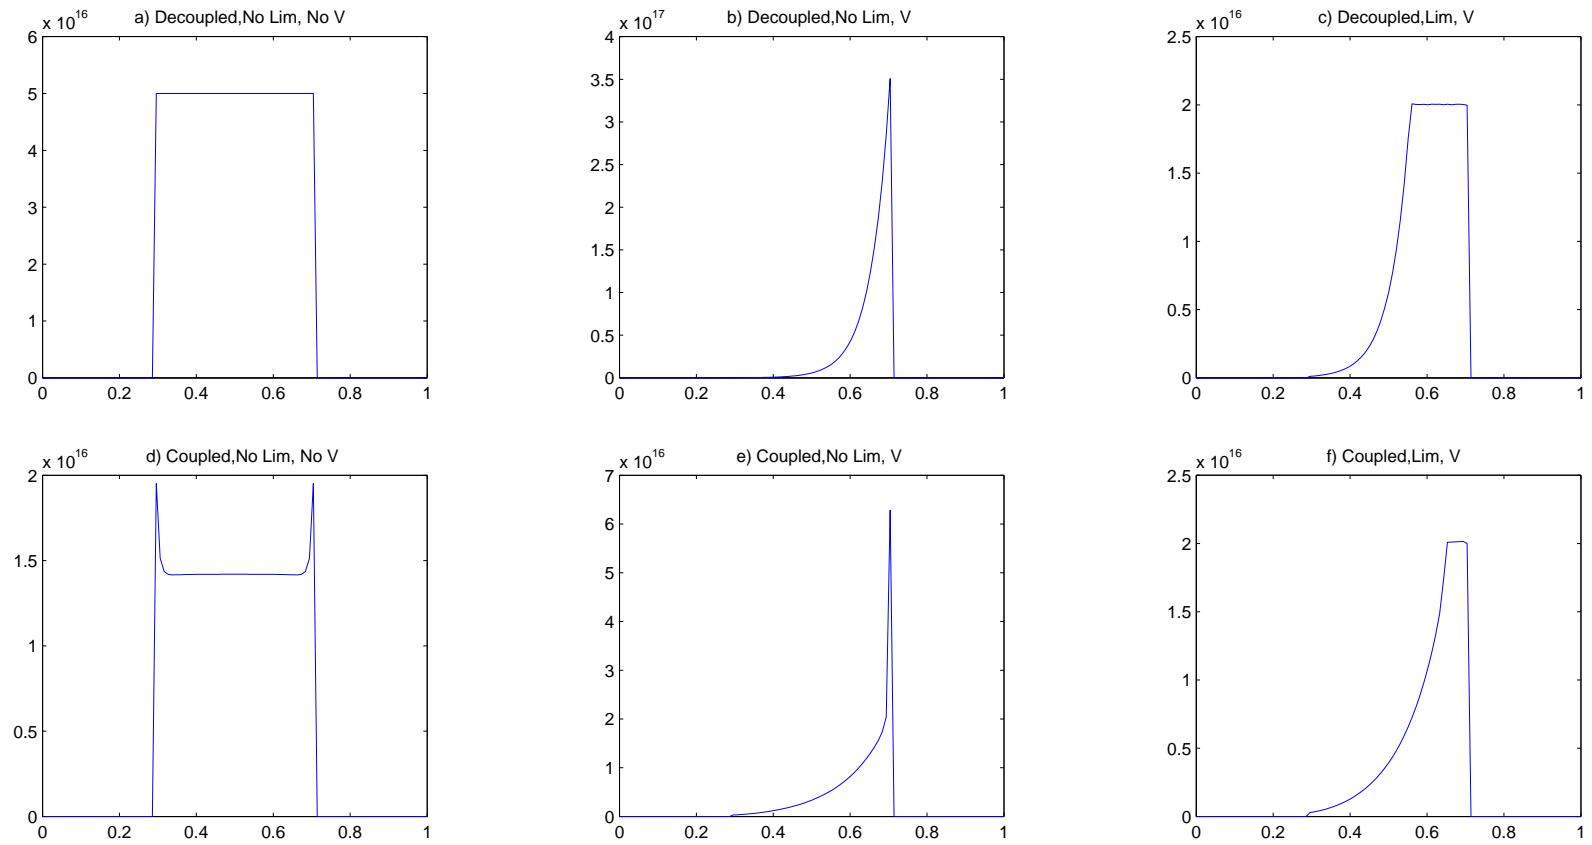 a) Decoupled,No Lim, No V
x 10^16
6
5
4
3
2
1
0
0 0.2 0.4 0.6 0.8 1
b) Decoupled,No Lim, V
x 10^17
4
3.5
3
2.5
2
1.5
1
0.5
0
0 0.2 0.4 0.6 0.8 1
c) Decoupled,Lim, V
x 10^16
2.5
2
1.5
1
0.5
0
0 0.2 0.4 0.6 0.8 1
d) Coupled,No Lim, No V
x 10^16
2
1.5
1
0.5
0
0 0.2 0.4 0.6 0.8 1
e) Coupled,No Lim, V
x 10^16
7
6
5
4
3
2
1
0
0 0.2 0.4 0.6 0.8 1
f) Coupled,Lim, V
x 10^16
2.5
2
1.5
1
0.5
0
0 0.2 0.4 0.6 0.8 1